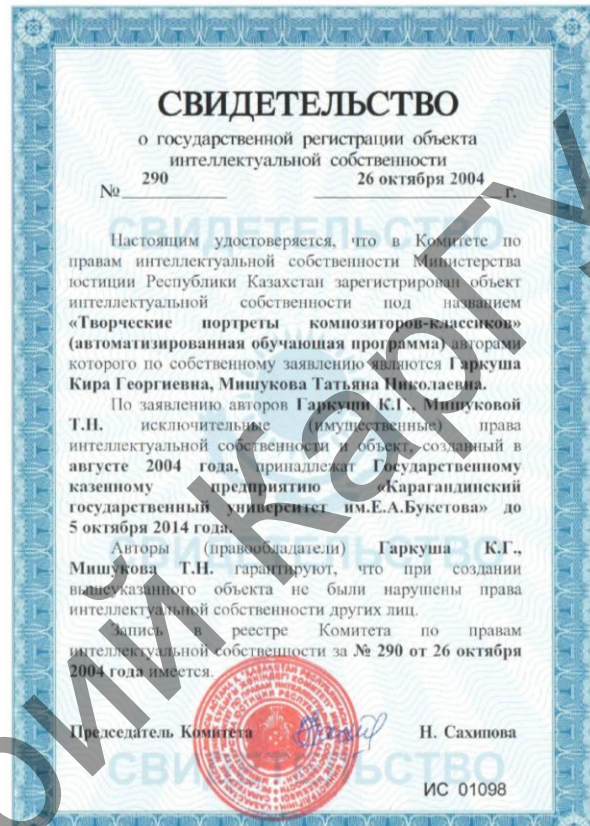 СВИДЕТЕЛЬСТВО
о государственной регистрации объекта
интеллектуальной собственности
№ 290 26 октября 2004 г.
Настоящим удостоверяется, что в Комитете по
правам интеллектуальной собственности Министерства
юстиции Республики Казахстан зарегистрирован объект
интеллектуальной собственности под названием
«Творческие портреты композиторов-классиков»
(автоматизированная обучающая программа) авторами
которого по собственному заявлению являются Гаркуша
Кира Георгиевна, Мишукова Татьяна Николаевна.
По заявлению авторов Гаркуши К.Г., Мишуковой
Т.Н. исключительные (имущественные) права
интеллектуальной собственности и объект, созданный в
августе 2004 года, принадлежат Государственному
казенному предприятию «Карагандинский
государственный университет им.Е.А.Букетова» до
5 октября 2014 года.
Авторы (правообладатели) Гаркуша К.Г.,
Мишукова Т.Н. гарантируют, что при создании
вышеуказанного объекта не были нарушены права
интеллектуальной собственности других лиц.
Запись в реестре Комитета по правам
интеллектуальной собственности за № 290 от 26 октября
2004 года имеется.
Председатель Комитета Н. Сахипова
ИС 01098